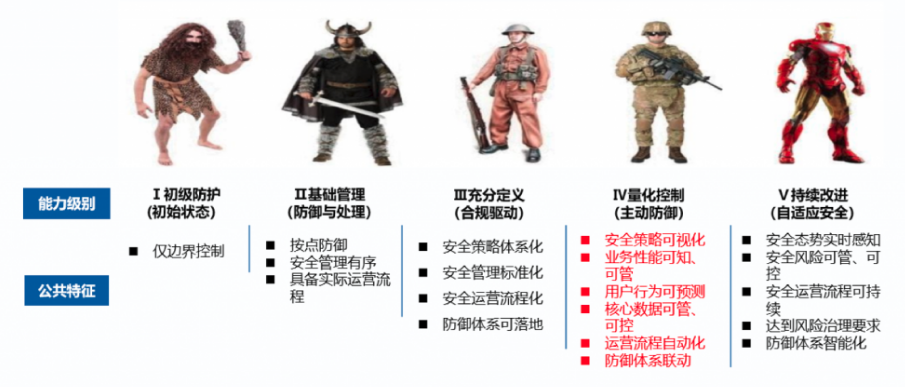 能力级别
Ⅰ初级防护
(初始状态)
Ⅱ基础管理
(防御与处理)
Ⅲ充分定义
(合规驱动)
Ⅳ量化控制
(主动防御)
Ⅴ持续改进
(自适应安全)
公共特征
■ 仅边界控制
■ 按点防御
■ 安全管理有序
■ 具备实际运营流
程
■ 安全策略体系化
■ 安全管理标准化
■ 安全运营流程化
■ 防御体系可落地
■ 安全策略可视化
■ 业务性能可知、
可管
■ 用户行为可预测
■ 核心数据可管、
可控
■ 运营流程自动化
■ 防御体系联动
■ 安全态势实时感知
■ 安全风险可管、可
控
■ 安全运营流程可持
续
■ 达到风险治理要求
■ 防御体系智能化